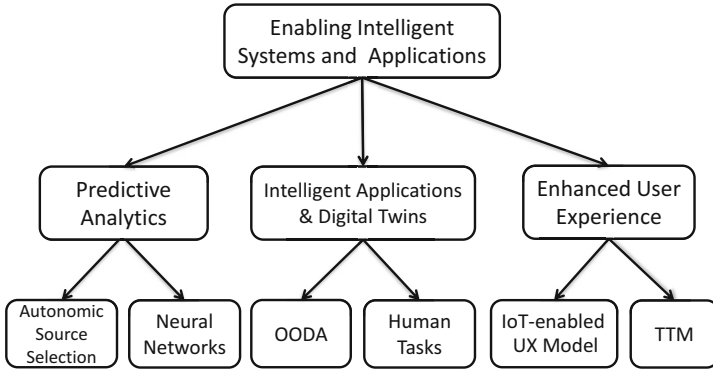 Enabling Intelligent
Systems and Applications
Predictive
Analytics
Intelligent Applications
& Digital Twins
Enhanced User
Experience
Autonomic
Source
Selection
Neural
Networks
OODA
Human
Tasks
IoT-enabled
UX Model
TTM